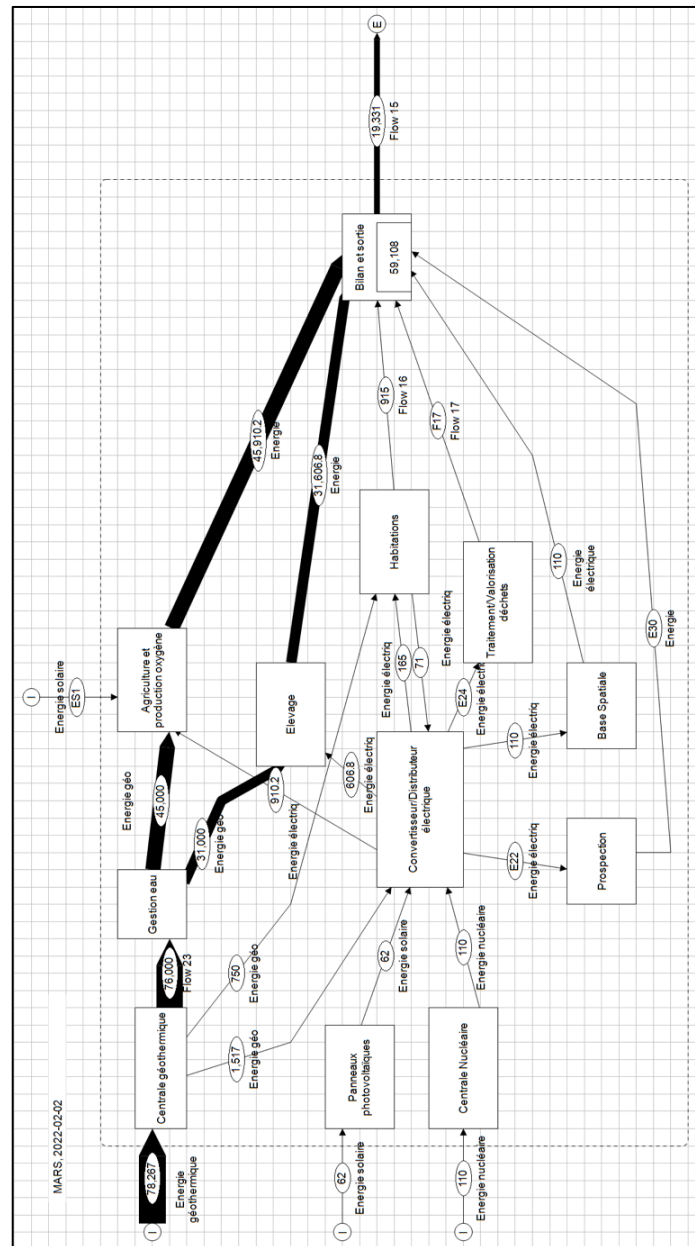 MARS, 2022-02-02
I
78,267
Energie
géothermique
Centrale géothermique
76,000
Flow 23
Gestion eau
45,000
Energie géo
31,000
Energie géo
I
Energie solaire
ES1
Agriculture et
production oxygène
45,910.2
Energie
Elevage
31,606.8
Energie
910.2
Energie électriq
606.8
Energie électriq
750
Energie géo
1,517
Energie géo
I
62
Energie solaire
Panneaux
photovoltaïques
62
Energie solaire
I
110
Energie nucléaire
Centrale Nucléaire
110
Energie nucléaire
Convertisseur/Distributeur
électrique
165
Energie électriq
71
Energie électriq
Habitations
915
Flow 16
E24
Energie électri
Traitement/Valorisation
déchets
F17
Flow 17
110
Energie électriq
Base Spatiale
110
Energie
électrique
E22
Energie électriq
Prospection
E30
Energie
Bilan et sortie
59,108
19,331
Flow 15
E